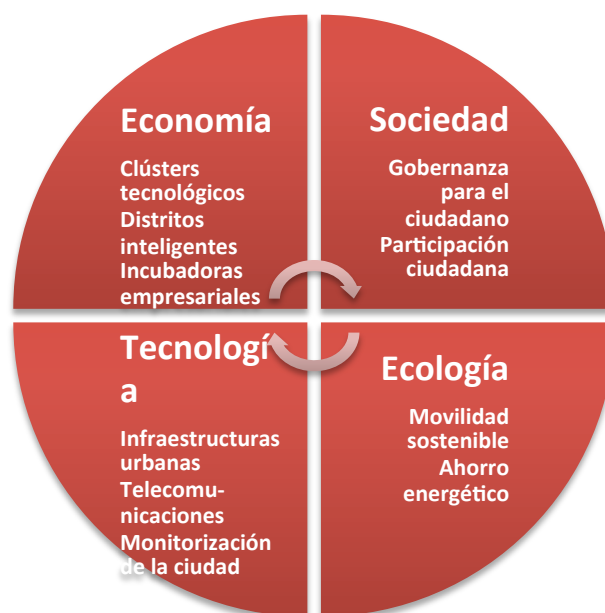 Economía
Clústers
tecnológicos
Distritos
inteligentes
Incubadoras
empresariales
Sociedad
Gobernanza
para el
ciudadano
Participación
ciudadana
Tecnologí
a
Infraestructuras
urbanas
Telecomu-
nicaciones
Monitorización
de la ciudad
Ecología
Movilidad
sostenible
Ahorro
energético